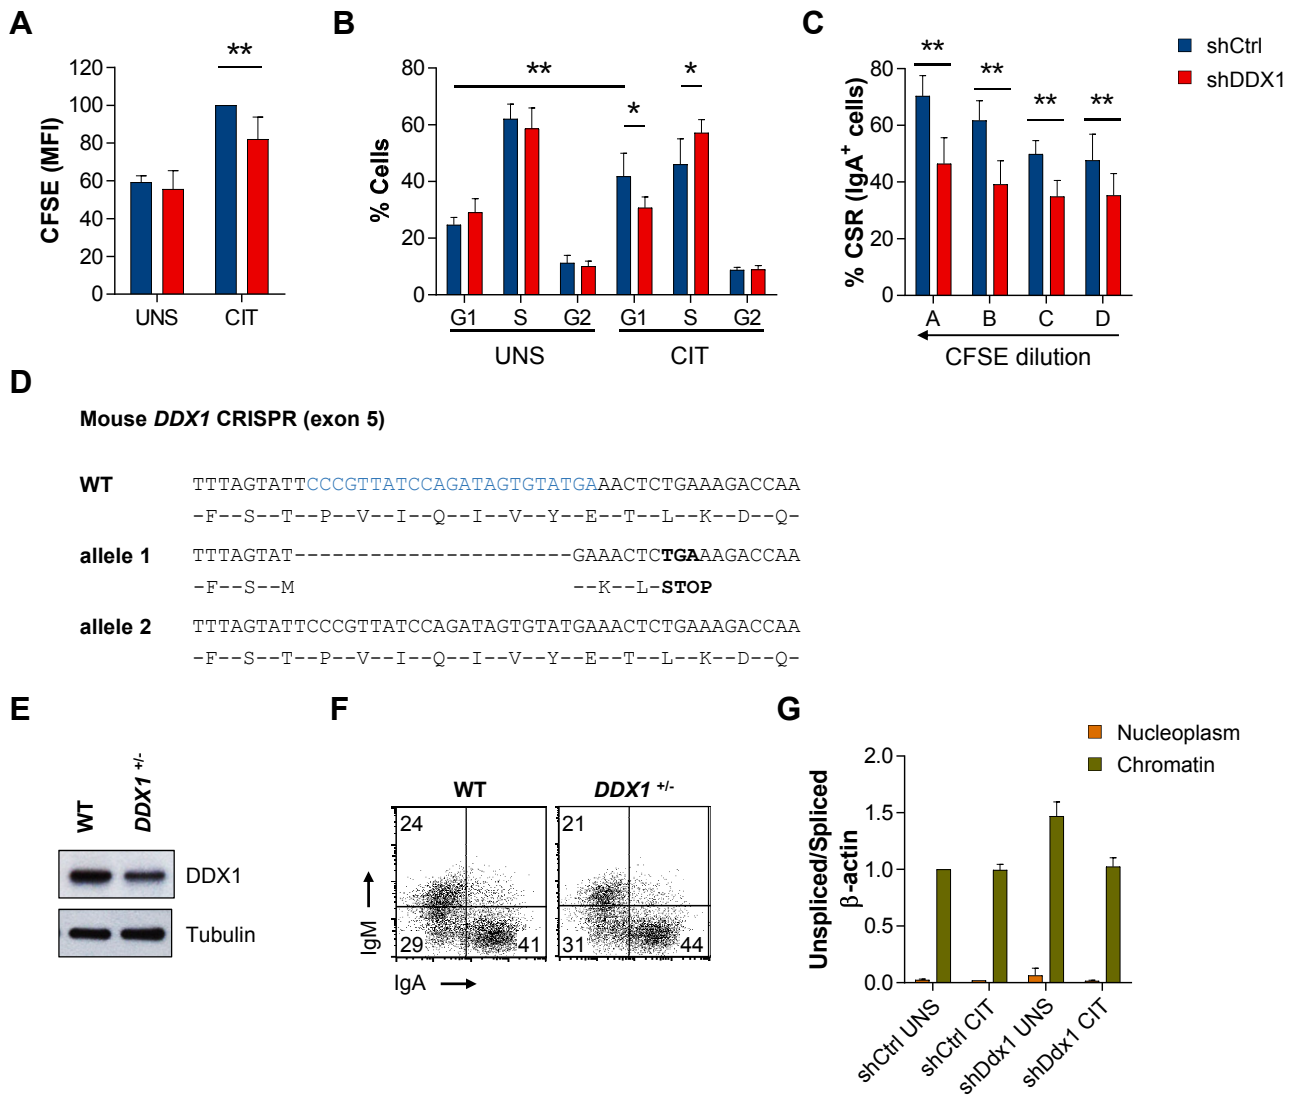 A
CFSE (MFI)
120
100
80
60
40
20
0
**
UNS
CIT
B
% Cells
80
60
40
20
0
**
*
*
G1
S
G2
G1
S
G2
UNS
CIT
C
% CSR (IgA+ cells)
80
60
40
20
0
**
**
**
**
A
B
C
D
CFSE dilution
shCtrl
shDDX1
D
Mouse DDX1 CRISPR (exon 5)
WT TTTAGTATTCCCGTTATCCAGATAGTGTATGAAACTCTGAAAGACCAA
-F--S--T--P--V--I--Q--I--V--Y--E--T--L--K--D--Q-
allele 1 TTTAGTAT----------------------GAAACTCTGAAAGACCAA
-F--S--M --K--L-STOP
allele 2 TTTAGTATTCCCGTTATCCAGATAGTGTATGAAACTCTGAAAGACCAA
-F--S--T--P--V--I--Q--I--V--Y--E--T--L--K--D--Q-
E
WT
DDX1 +/-
DDX1
Tubulin
F
WT
DDX1 +/-
24
29
41
21
31
44
IgM
IgA
G
Nucleoplasm
Chromatin
Unspliced/Spliced
β-actin
2.0
1.5
1.0
0.5
0.0
shCtrl UNS
shCtrl CIT
shDdx1 UNS
shDdx1 CIT